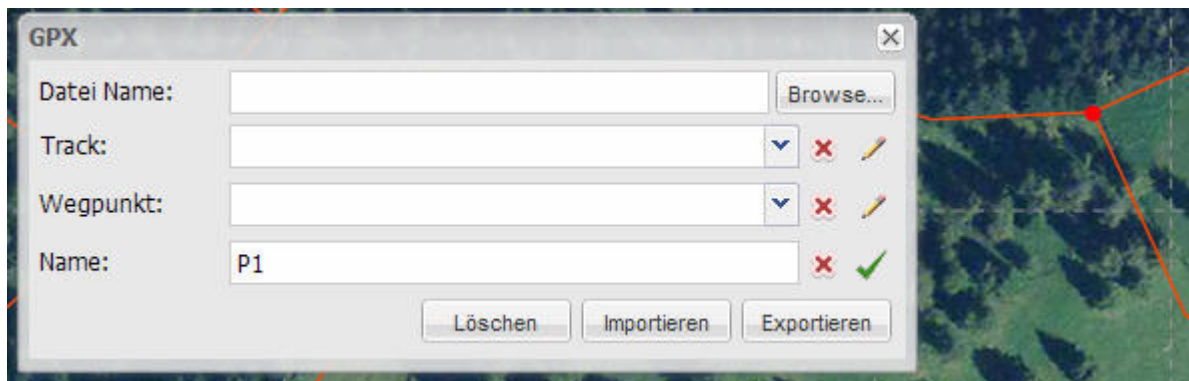 GPX
Datei Name:
Browse...
Track:
Wegpunkt:
Name:
P1
Löschen Importieren Exportieren